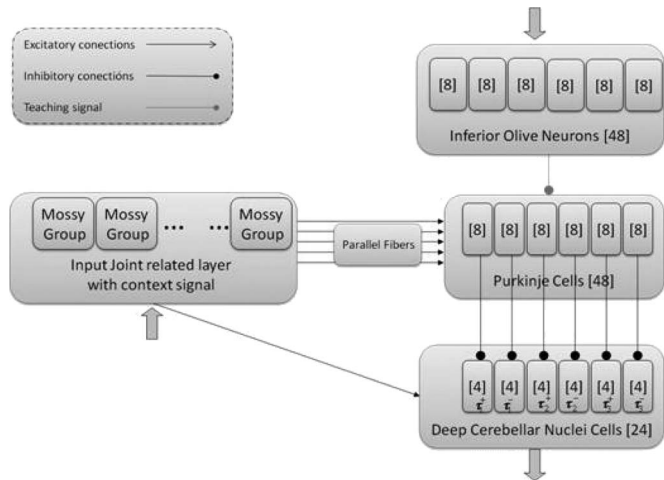 Excitatory conections
Inhibitory conectións
Teaching signal
[8] [8] [8] [8] [8] [8]
Inferior Olive Neurons [48]
Mossy Group Mossy Group ••• ••• Mossy Group
Input Joint related layer
with context signal
Parallel Fibers
[8] [8] [8] [8] [8] [8]
Purkinje Cells [48]
[4] [4] [4] [4] [4] [4]
Deep Cerebellar Nuclei Cells [24]